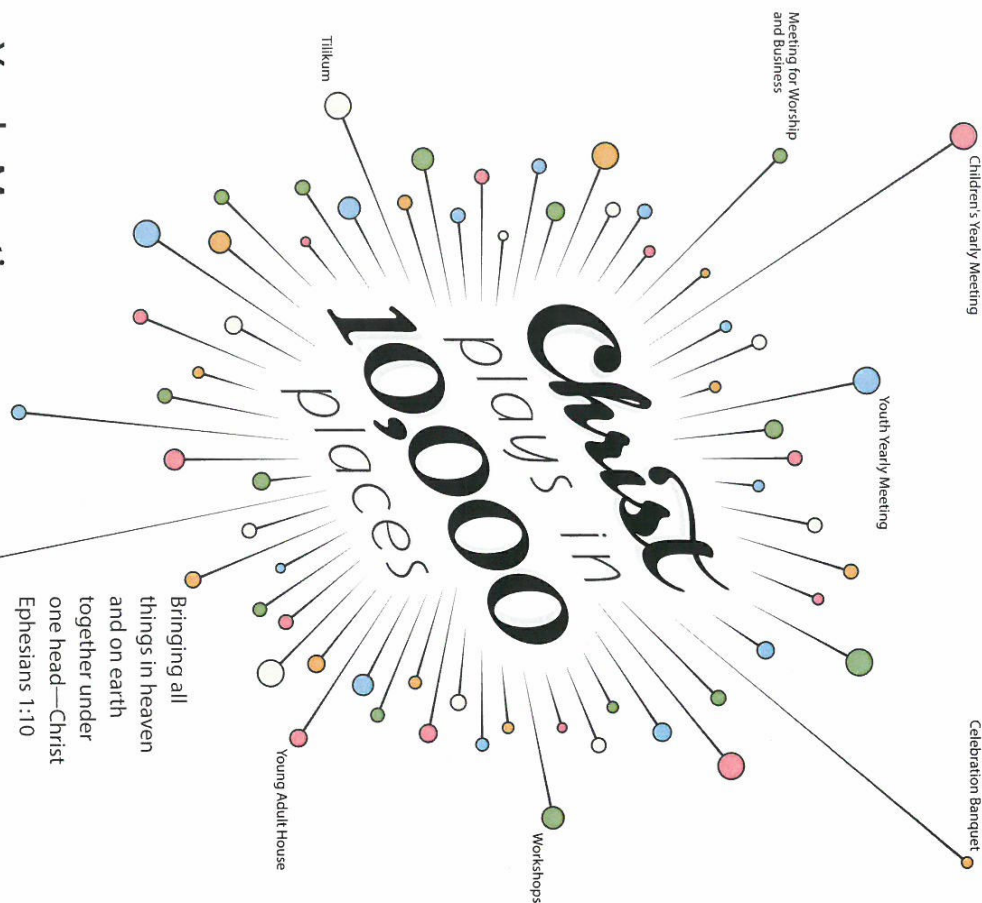 Children's Yearly Meeting
Celebration Banquet
Youth Yearly Meeting
Meeting for Worship
and Business
Christ
plays in
10,000
places
Workshops
Tilikum
Young Adult House
Bringing all
things in heaven
and on earth
together under
one head—Christ
Ephesians 1:10